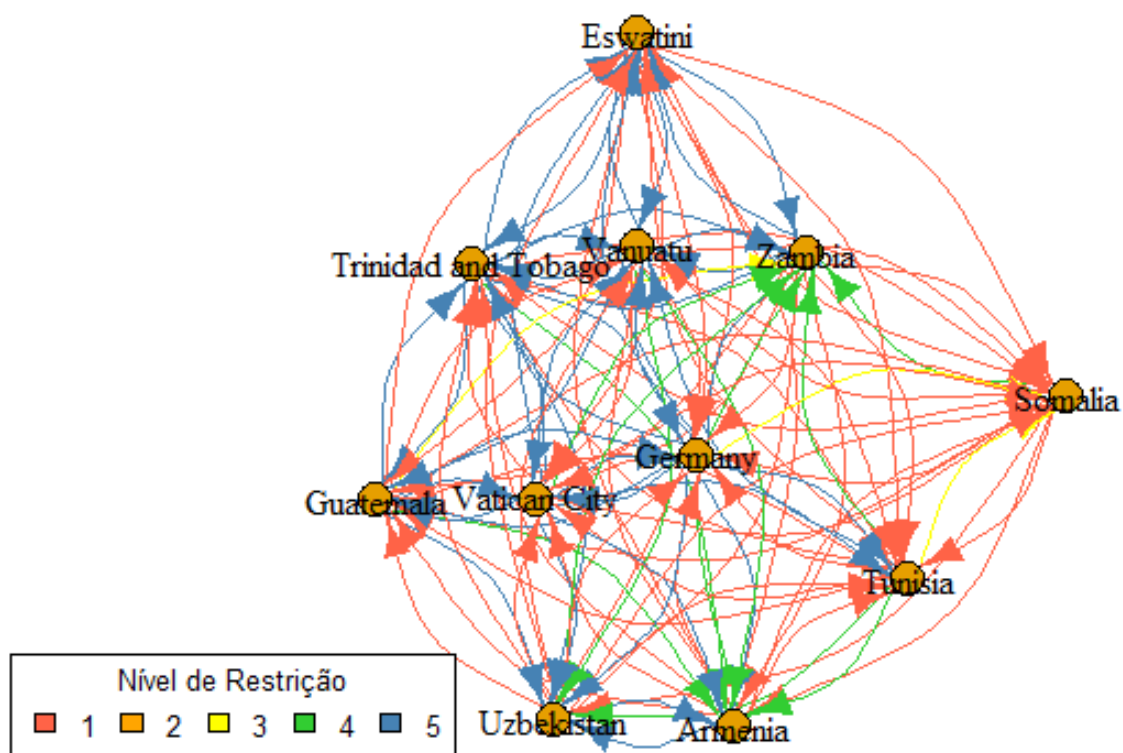 Eswatini
Trinidad and Tobago
Vanuatu
Zambia
Somalia
Germany
Guatemala
Vatican City
Tunisia
Uzbekistan
Armenia
Nível de Restrição
1 2 3 4 5